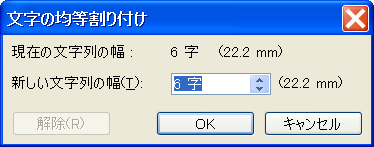 文字の均等割り付け
現在の文字列の幅： 6 字 (22.2 mm)
新しい文字列の幅(T): 6 字 (22.2 mm)
解除(R) OK キャンセル